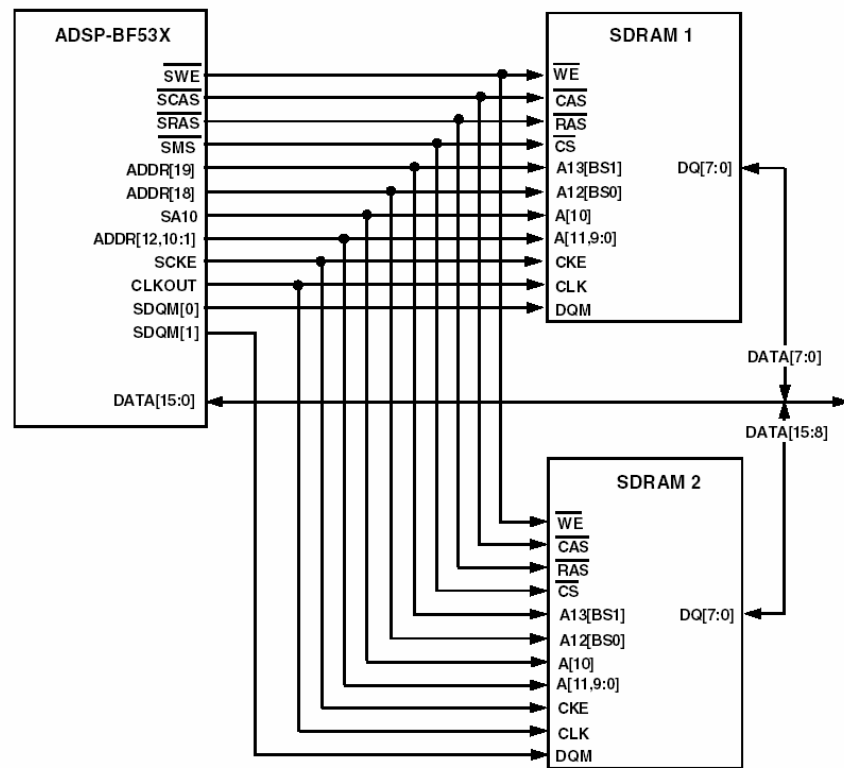 ADSP-BF53X
SWE
SCAS
SRAS
SMS
ADDR[19]
ADDR[18]
SA10
ADDR[12,10:1]
SCKE
CLKOUT
SDQM[0]
SDQM[1]
DATA[15:0]
SDRAM 1
WE
CAS
RAS
CS
A13[BS1]
A12[BS0]
A[10]
A[11,9:0]
CKE
CLK
DQM
DQ[7:0]
DATA[7:0]
DATA[15:8]
SDRAM 2
WE
CAS
RAS
CS
A13[BS1]
A12[BS0]
A[10]
A[11,9:0]
CKE
CLK
DQM
DQ[7:0]